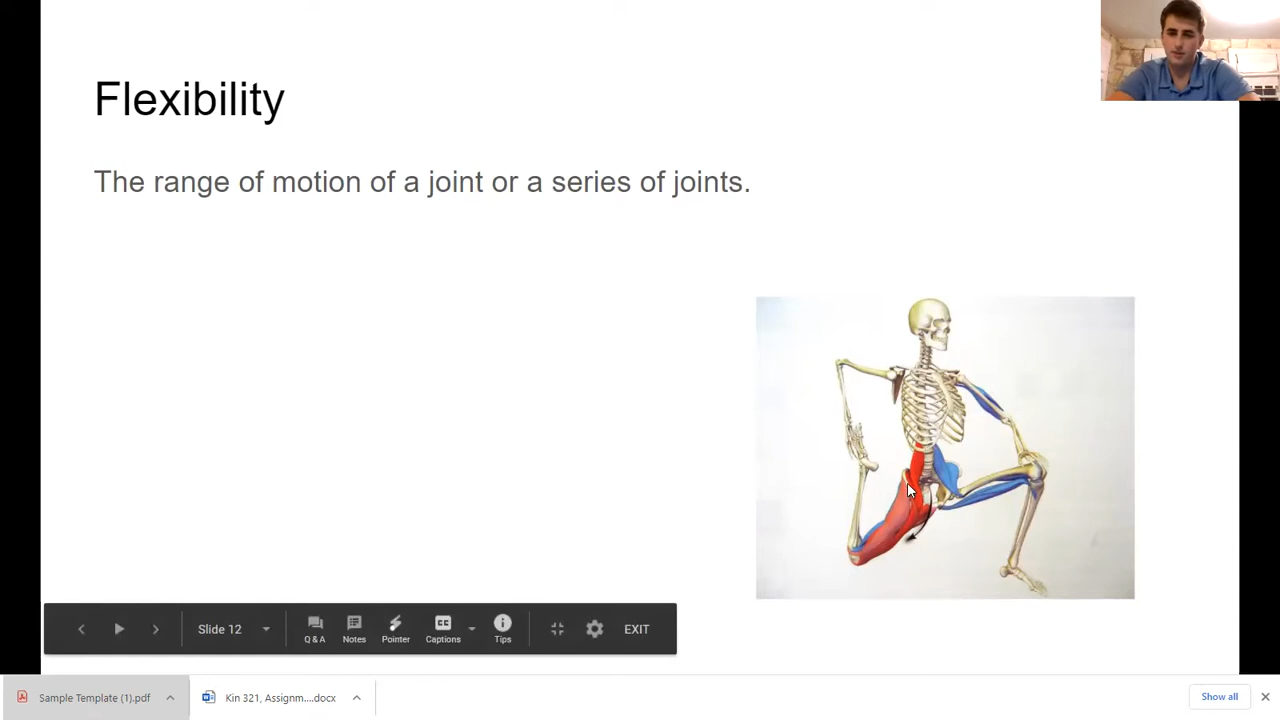 Flexibility
The range of motion of a joint or a series of joints.
Slide 12
Q & A
Notes
Pointer
CC
Captions
Tips
EXIT
Sample Template (1).pdf
Kin 321, Assignm....docx
Show all